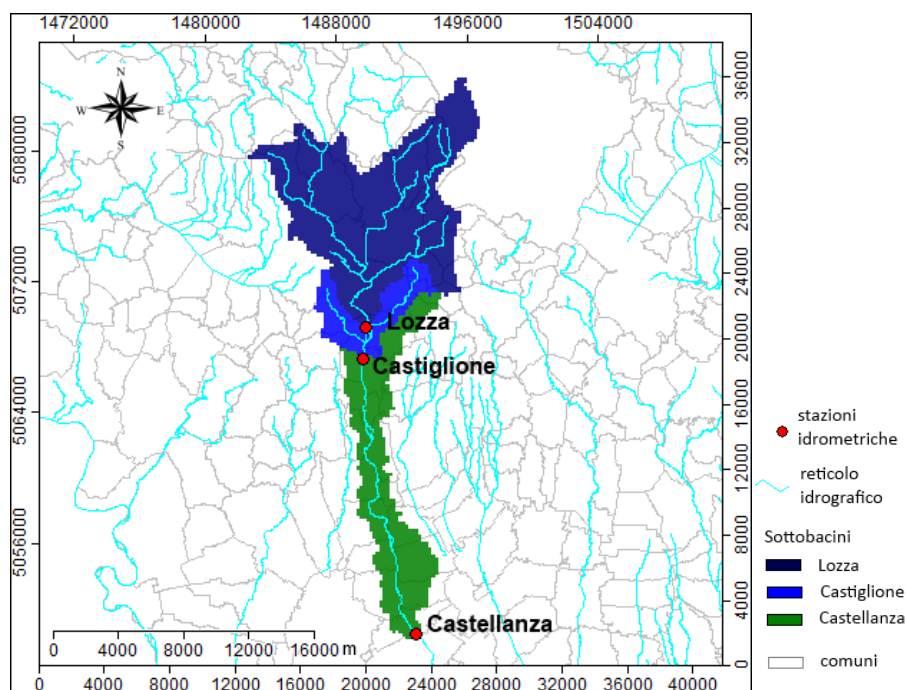 1472000 1480000 1488000 1496000 1504000
N
W E
S
5080000
5072000
5064000
5056000
36000
32000
28000
24000
20000
16000
12000
8000
4000
0
Lozza
Castiglione
Castellanza
0 4000 8000 12000 16000 m
0 4000 8000 12000 16000 20000 24000 28000 32000 36000 40000
stazioni
idrometriche
reticolo
idrografico
Sottobacini
Lozza
Castiglione
Castellanza
comuni